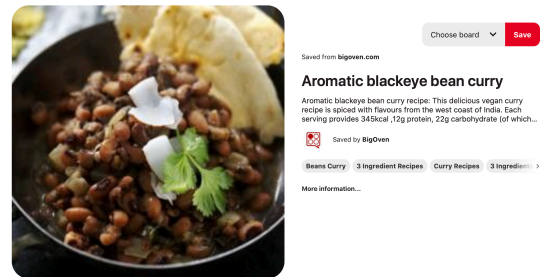 Choose board
Save
Saved from bigoven.com
Aromatic blackeye bean curry
Aromatic blackeye bean curry recipe: This delicious vegan curry
recipe is spiced with flavours from the west coast of India. Each
serving provides 345kcal ,12g protein, 22g carbohydrate (of which...
Saved by BigOven
Beans Curry
3 Ingredient Recipes
Curry Recipes
3 Ingredient
More information...